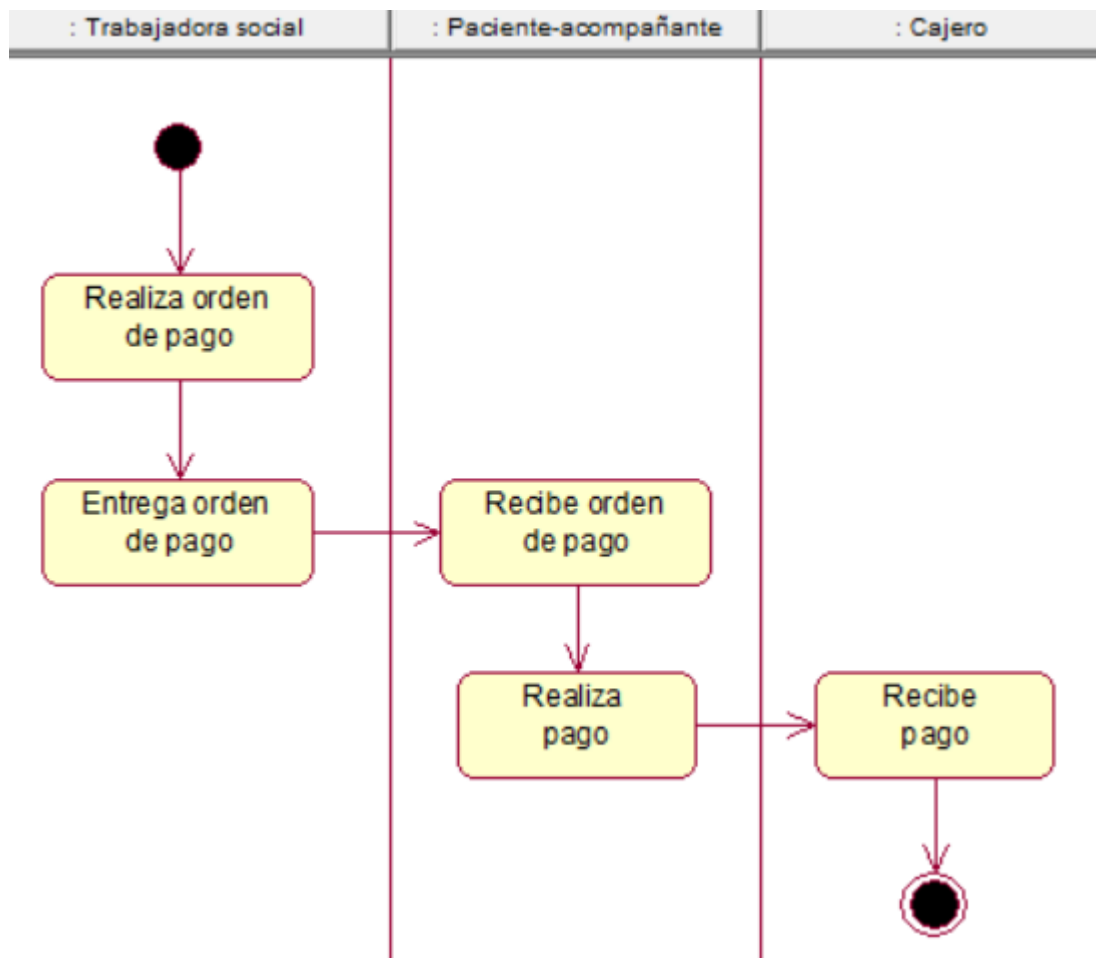 : Trabajadora social
: Paciente-acompañante
: Cajero
Realiza orden
de pago
Entrega orden
de pago
Recibe orden
de pago
Realiza
pago
Recibe
pago